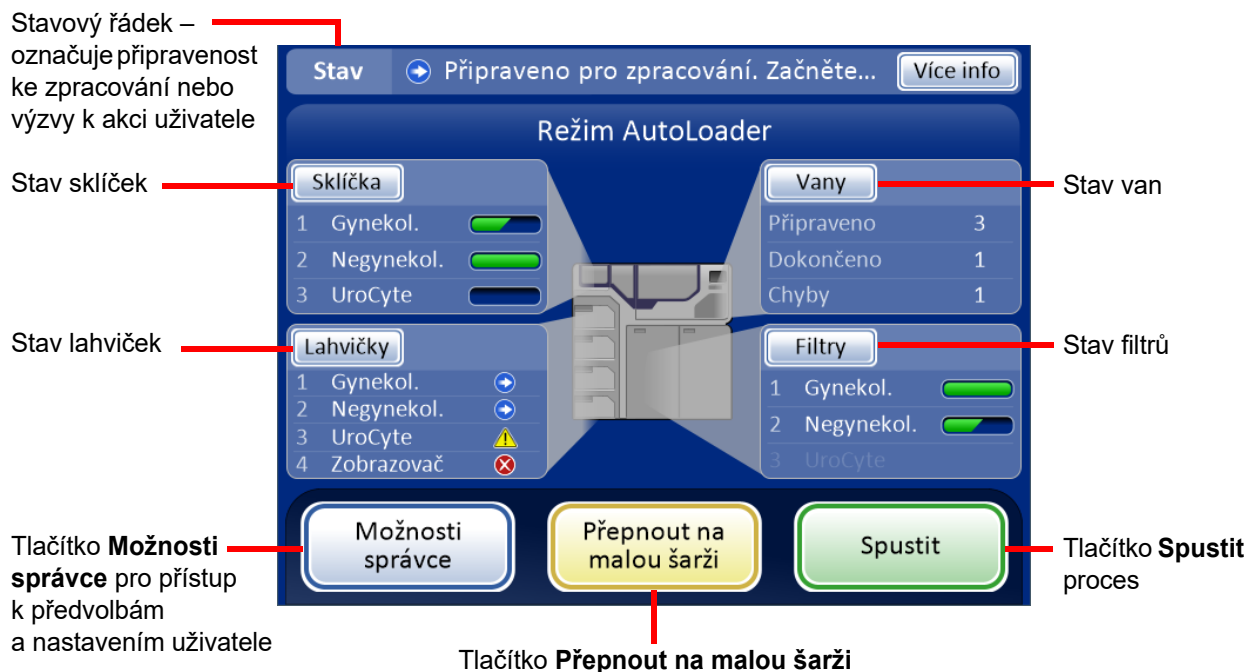 Stavový řádek –
označuje připravenost
ke zpracování nebo
výzvy k akci uživatele
Stav
Připraveno pro zpracování. Začněte...
Více info
Režim AutoLoader
Stav sklíček
Sklíčka
1 Gynekol.
2 Negynekol.
3 UroCyte
Vany
Připraveno 3
Dokončeno 1
Chyby 1
Stav van
Stav lahviček
Lahvičky
1 Gynekol.
2 Negynekol.
3 UroCyte
4 Zobrazovač
Filtry
1 Gynekol.
2 Negynekol.
3 UroCyte
Stav filtrů
Tlačítko Možnosti
správce pro přístup
k předvolbám
a nastavením uživatele
Možnosti
správce
Přepnout na
malou šarži
Spustit
Tlačítko Spustit
proces
Tlačítko Přepnout na malou šarži